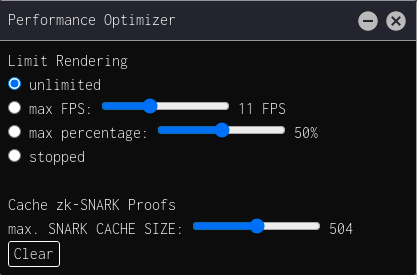 Performance Optimizer
Limit Rendering
unlimited
max FPS: 11 FPS
max percentage: 50%
stopped
Cache zk-SNARK Proofs
max. SNARK CACHE SIZE: 504
Clear